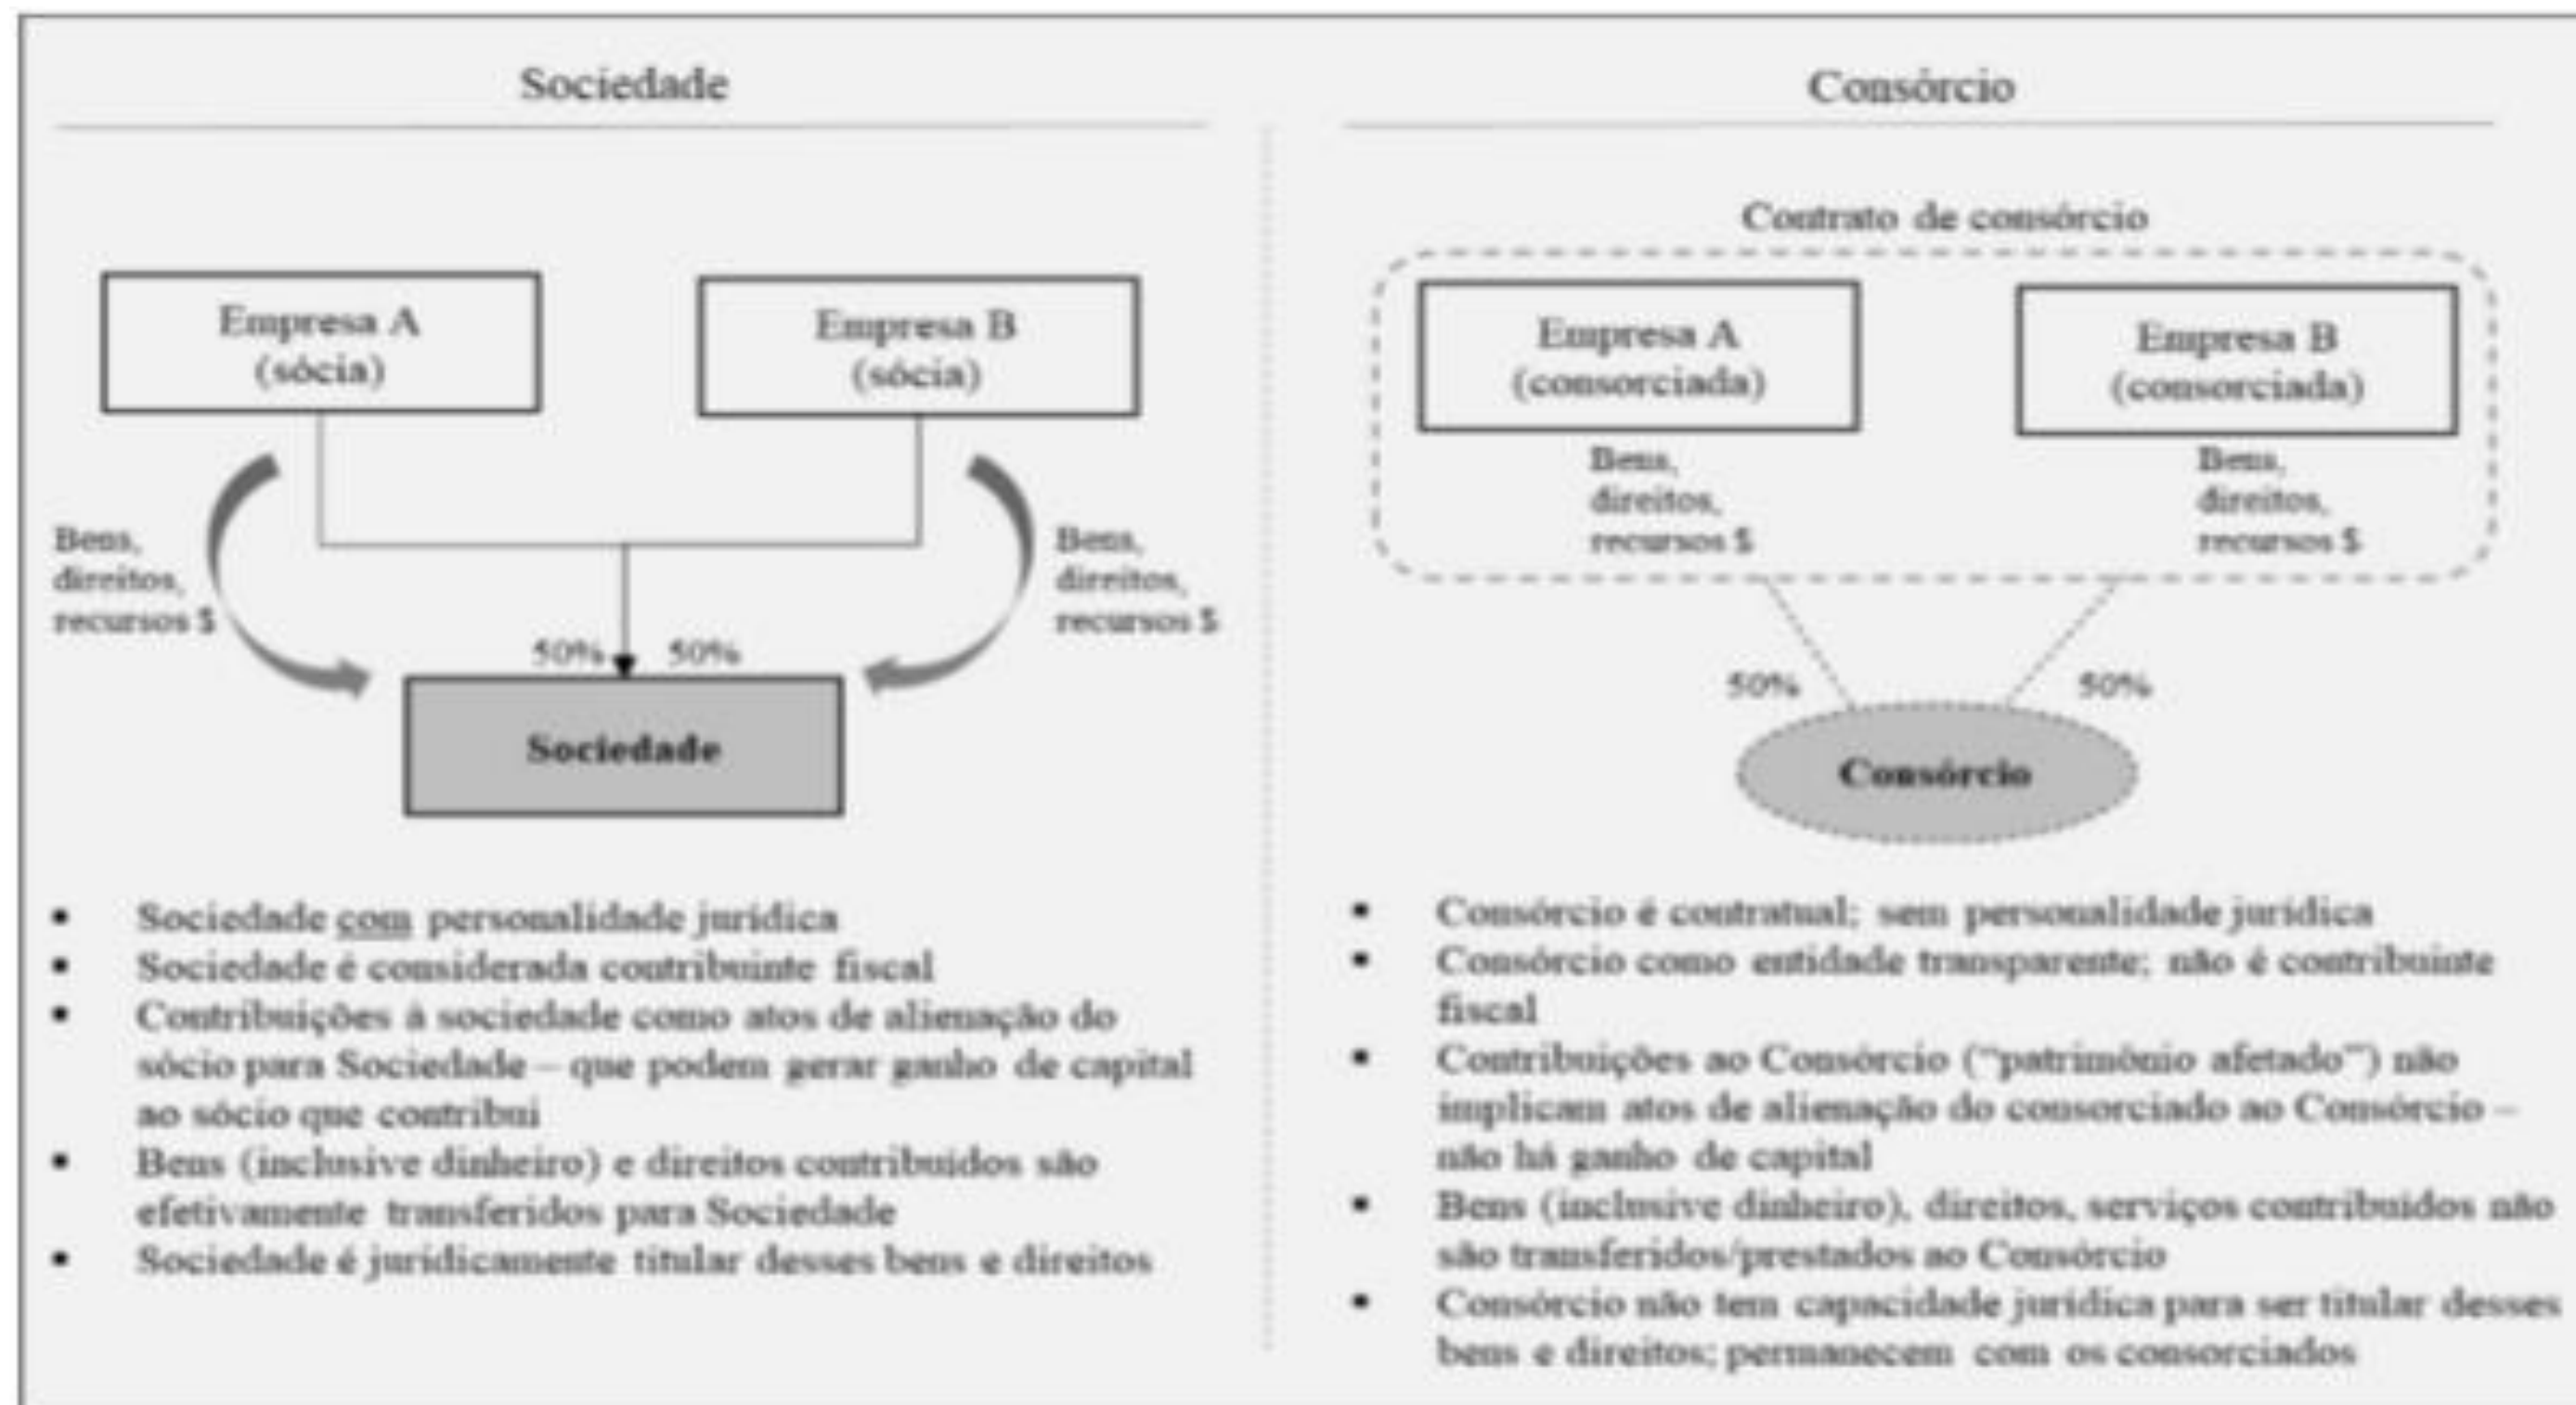 Sociedade
Empresa A
(sócia)
Empresa B
(sócia)
Bens,
direitos,
recursos $
Bens,
direitos,
recursos $
50%
50%
Sociedade
▪ Sociedade com personalidade jurídica
▪ Sociedade é considerada contribuinte fiscal
▪ Contribuições à sociedade como atos de alienação do
sócio para Sociedade – que podem gerar ganho de capital
ao sócio que contribui
▪ Bens (inclusive dinheiro) e direitos contribuídos são
efetivamente transferidos para Sociedade
▪ Sociedade é juridicamente titular desses bens e direitos
Consórcio
Contrato de consórcio
Empresa A
(consorciada)
Empresa B
(consorciada)
Bens,
direitos,
recursos $
Bens,
direitos,
recursos $
50%
50%
Consórcio
▪ Consórcio é contratual; sem personalidade jurídica
▪ Consórcio como entidade transparente; não é contribuinte
fiscal
▪ Contribuições ao Consórcio (“patrimônio afetado”) não
implicam atos de alienação do consorciado ao Consórcio –
não há ganho de capital
▪ Bens (inclusive dinheiro), direitos, serviços contribuídos não
são transferidos/prestados ao Consórcio
▪ Consórcio não tem capacidade jurídica para ser titular desses
bens e direitos; permanecem com os consorciados